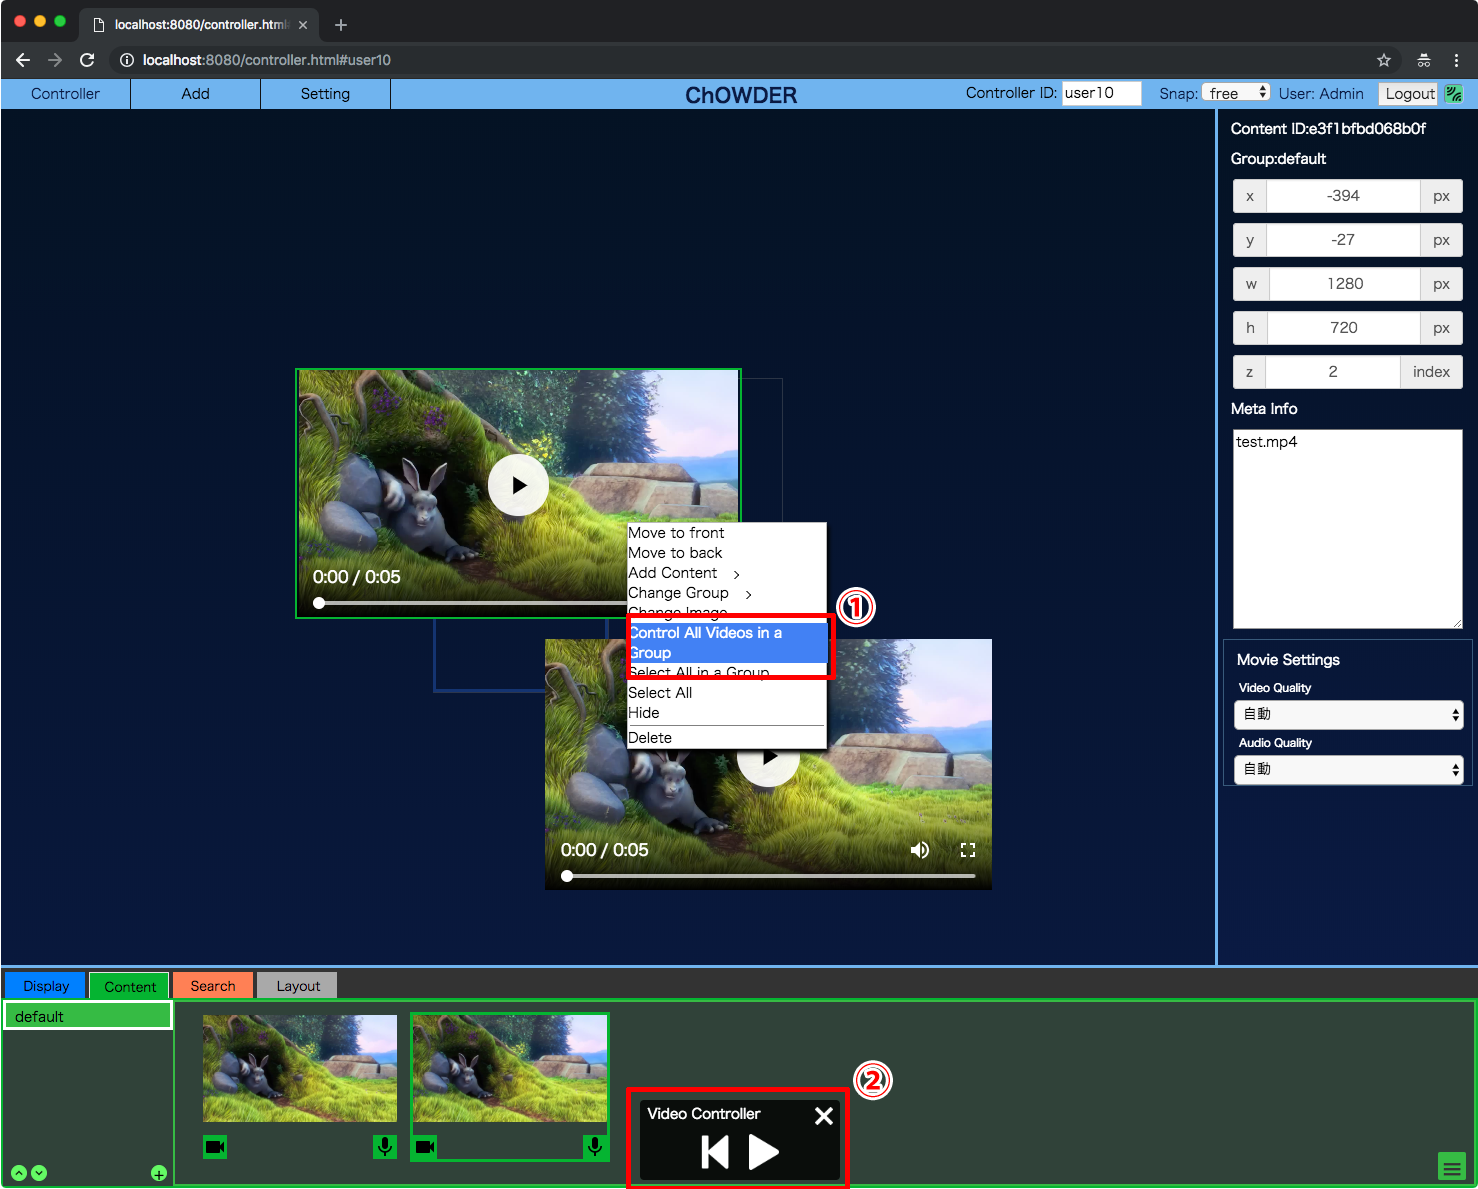 localhost:8080/controller.html
localhost:8080/controller.html#user10
Controller
Add
Setting
ChOWDER
Controller ID: user10
Snap: free
User: Admin
Logout
Content ID:e3f1bfbd068b0f
Group:default
x -394 px
y -27 px
w 1280 px
h 720 px
z 2 index
Meta Info
test.mp4
Movie Settings
Video Quality
自動
Audio Quality
自動
0:00 / 0:05
Move to front
Move to back
Add Content >
Change Group >
Change Image
Control All Videos in a
Group
Select All in a Group
Select All
Hide
Delete
①
0:00 / 0:05
Display
Content
Search
Layout
default
②
Video Controller